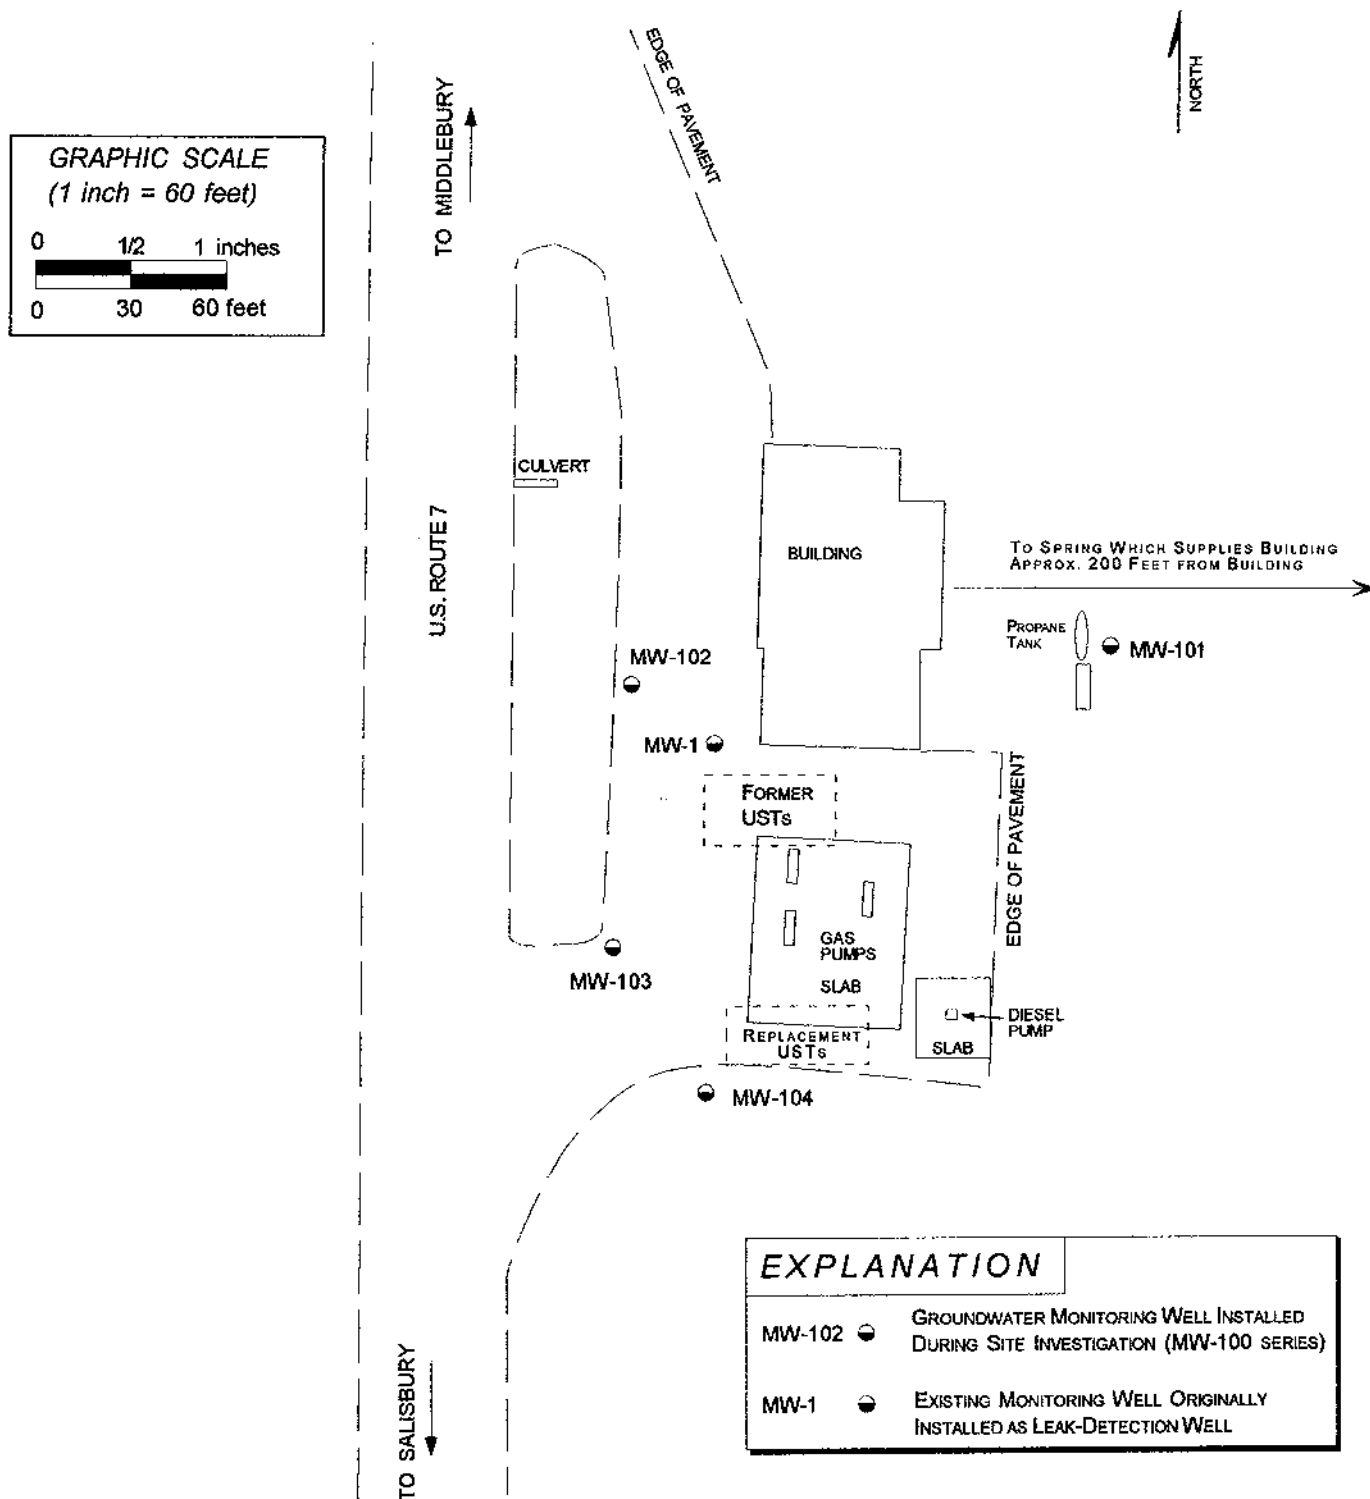 EDGE OF PAVEMENT
NORTH
TO MIDDLEBURY
GRAPHIC SCALE
(1 inch = 60 feet)
0 1/2 1 inches
0 30 60 feet
CULVERT
U.S. ROUTE 7
BUILDING
TO SPRING WHICH SUPPLIES BUILDING
APPROX. 200 FEET FROM BUILDING
PROPANE
TANK
MW-101
MW-102
MW-1
FORMER
USTs
EDGE OF PAVEMENT
GAS
PUMPS
SLAB
MW-103
DIESEL
PUMP
SLAB
REPLACEMENT
USTs
MW-104
TO SALISBURY
EXPLANATION
MW-102
GROUNDWATER MONITORING WELL INSTALLED
DURING SITE INVESTIGATION (MW-100 SERIES)
MW-1
EXISTING MONITORING WELL ORIGINALLY
INSTALLED AS LEAK-DETECTION WELL